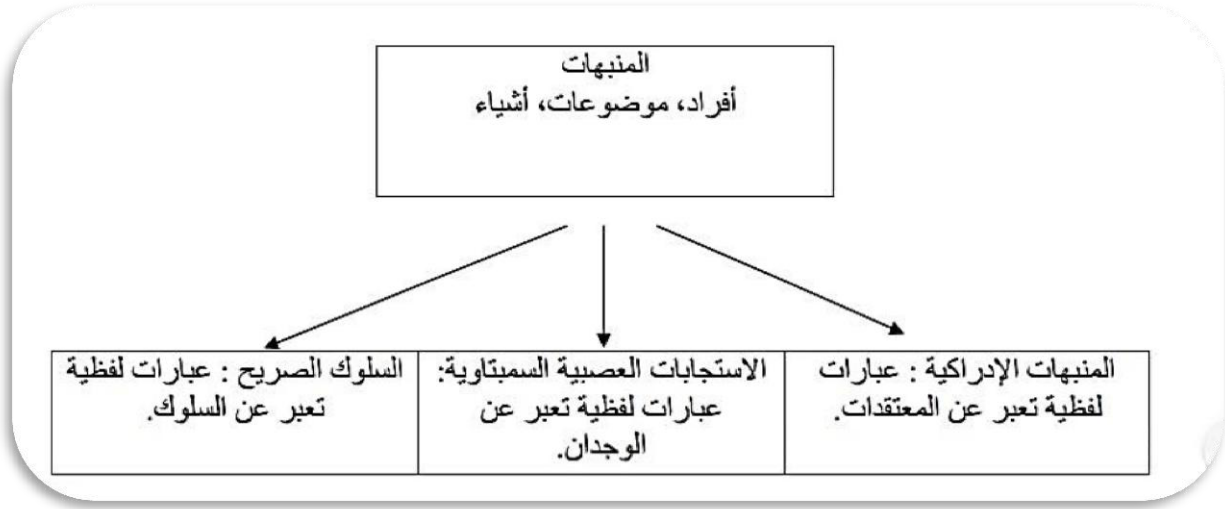 المنبهات
أفراد، موضوعات، أشياء
المنبهات الإدراكية : عبارات
لفظية تعبر عن المعتقدات.
الاستجابات العصبية السمبتاوية:
عبارات لفظية تعبر عن
الوجدان.
السلوك الصريح : عبارات لفظية
تعبر عن السلوك.